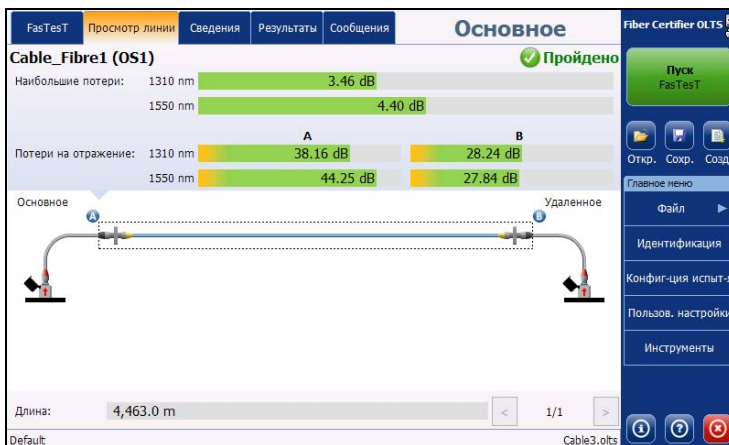 FasTesT Просмотр линии Сведения Результаты Сообщения Основное Fiber Certifier OLTS
Cable_Fibre1 (OS1) Пройдено
Наибольшие потери: 1310 nm 3.46 dB
1550 nm 4.40 dB
A B
Потери на отражение: 1310 nm 38.16 dB 28.24 dB
1550 nm 44.25 dB 27.84 dB
Основное Удаленное
A B
1 1
Длина: 4,463.0 m < 1/1 >
Default Cable3.olts
Пуск
FasTesT
Откр. Сохр. Созд
Главное меню
Файл
Идентификация
Конфиг-ция испыт-я
Пользов. настройки
Инструменты
i ?